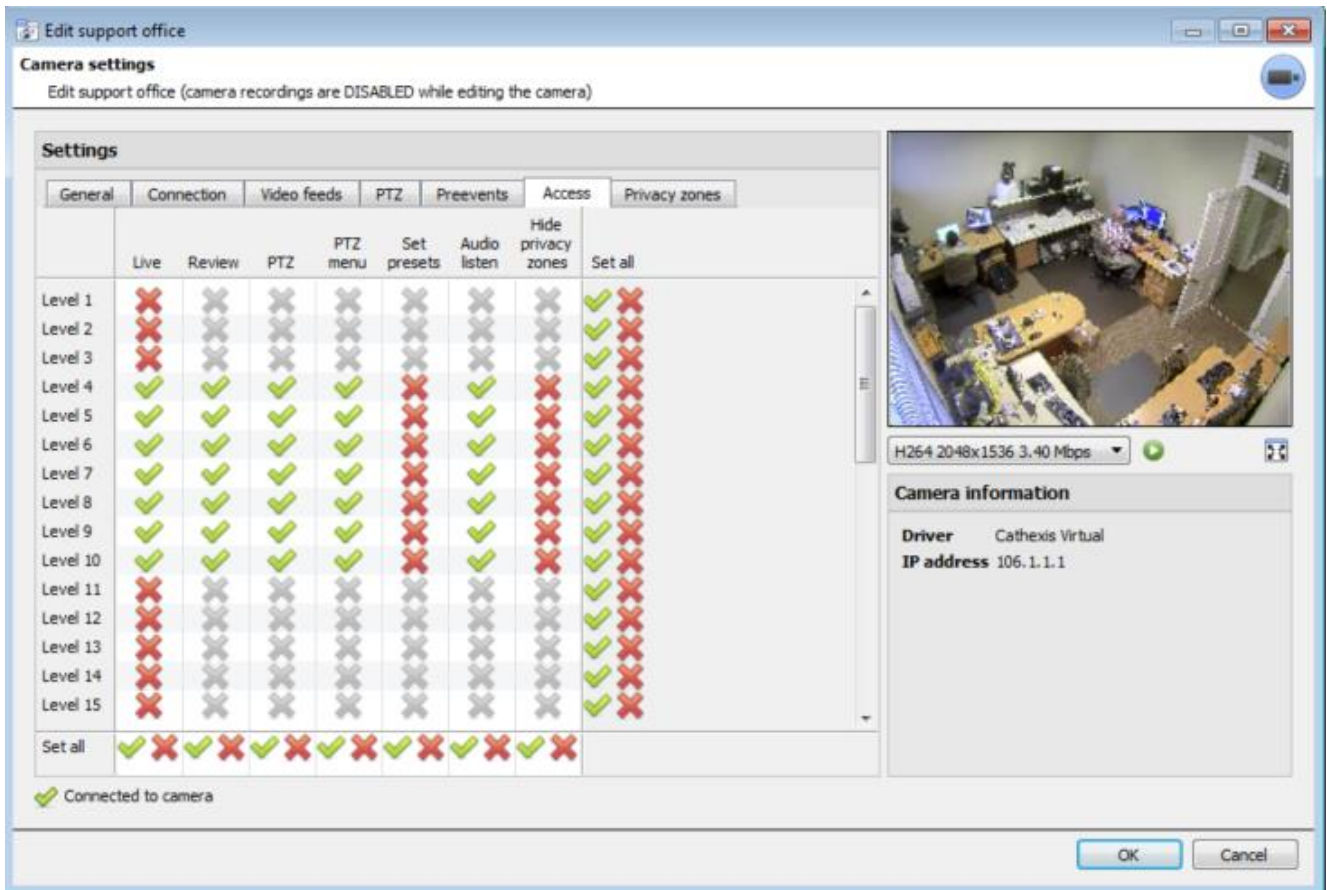 Edit support office
Camera settings
Edit support office (camera recordings are DISABLED while editing the camera)
Settings
General Connection Video feeds PTZ Preevents Access Privacy zones
Live Review PTZ PTZ menu Set presets Audio listen Hide privacy zones Set all
Level 1
Level 2
Level 3
Level 4
Level 5
Level 6
Level 7
Level 8
Level 9
Level 10
Level 11
Level 12
Level 13
Level 14
Level 15
Set all
Connected to camera
H264 2048x1536 3.40 Mbps
Camera information
Driver Cathexis Virtual
IP address 106.1.1.1
OK Cancel